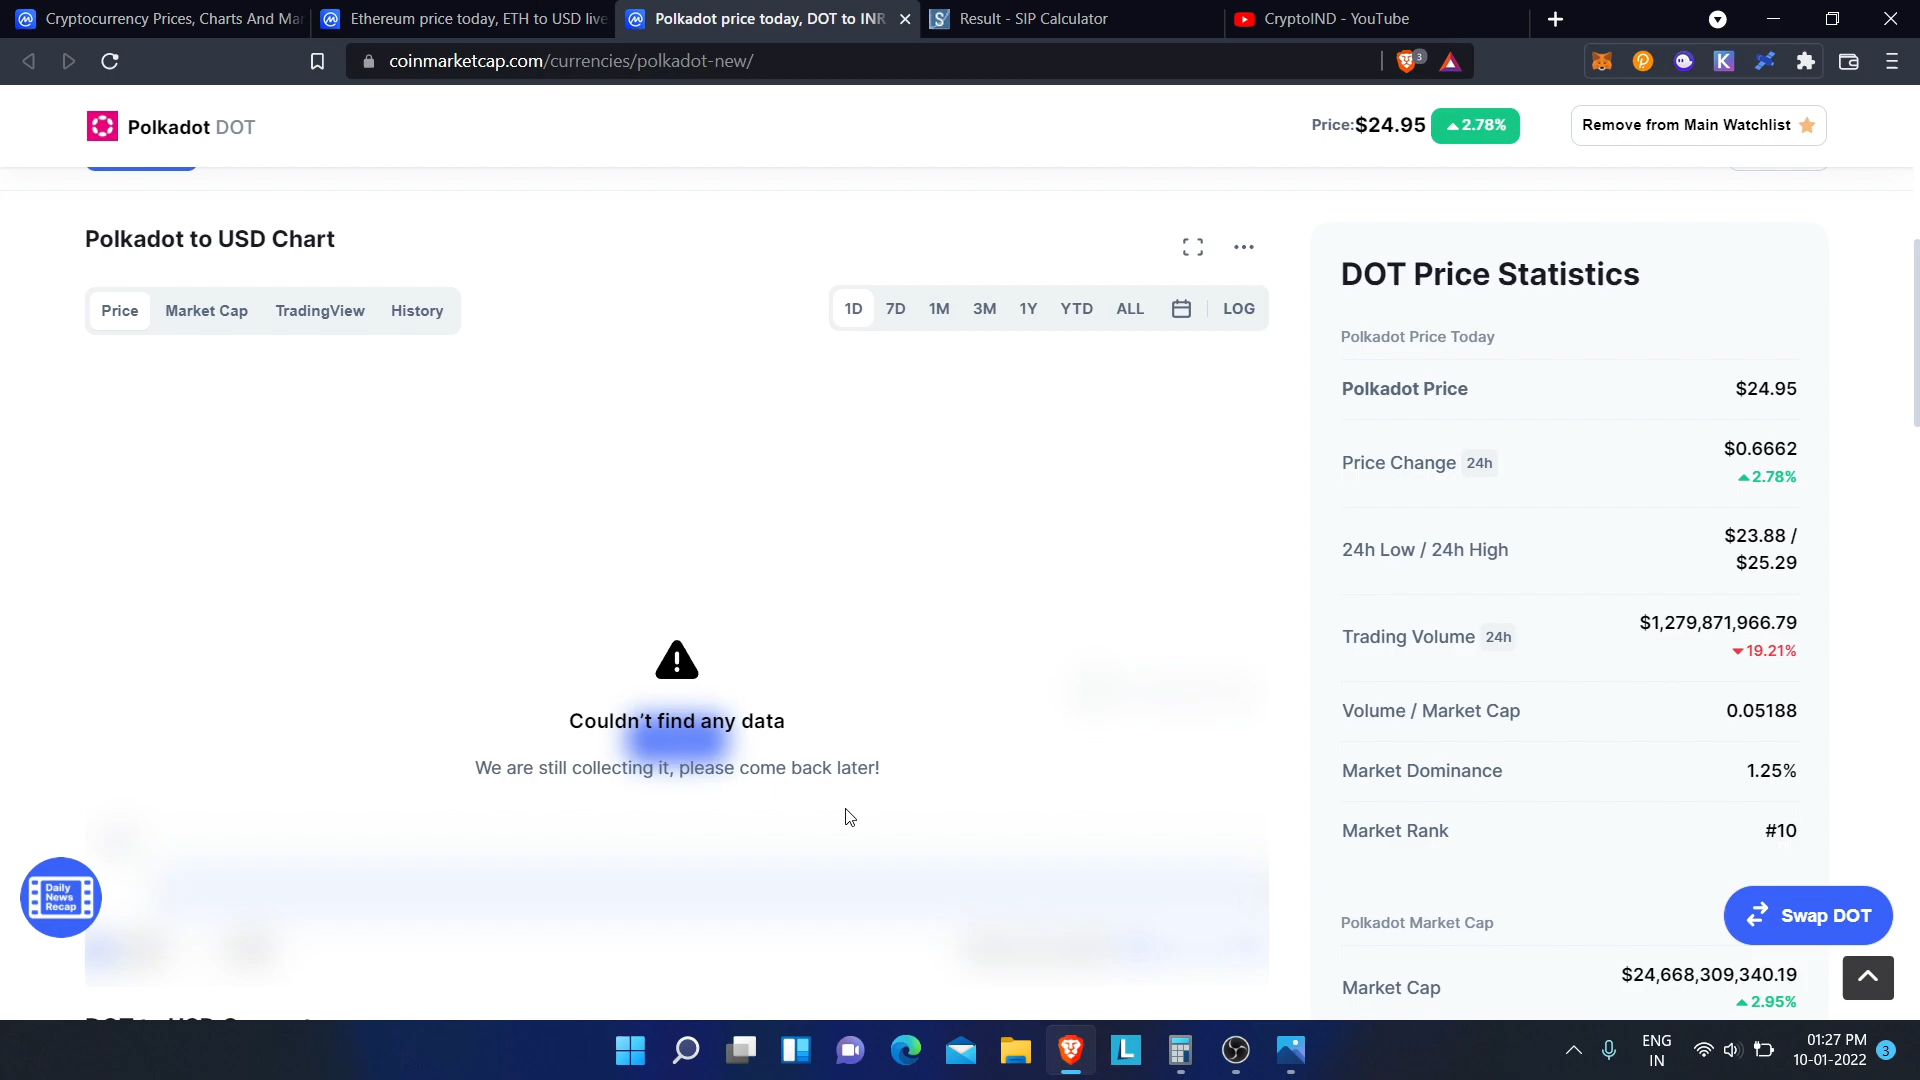 Cryptocurrency Prices, Charts And Ma
Ethereum price today, ETH to USD live
Polkadot price today, DOT to INR
Result - SIP Calculator
CryptoIND - YouTube
coinmarketcap.com/currencies/polkadot-new/
3
Polkadot DOT
Price:$24.95
2.78%
Remove from Main Watchlist
Polkadot to USD Chart
Price
Market Cap
TradingView
History
1D
7D
1M
3M
1Y
YTD
ALL
LOG
Couldn't find any data
We are still collecting it, please come back later!
DOT Price Statistics
Polkadot Price Today
Polkadot Price
$24.95
Price Change 24h
$0.6662
2.78%
24h Low / 24h High
$23.88 /
$25.29
Trading Volume 24h
$1,279,871,966.79
19.21%
Volume / Market Cap
0.05188
Market Dominance
1.25%
Market Rank
#10
Polkadot Market Cap
Market Cap
$24,668,309,340.19
2.95%
Daily
News
Recap
Swap DOT
ENG
IN
01:27 PM
10-01-2022
3